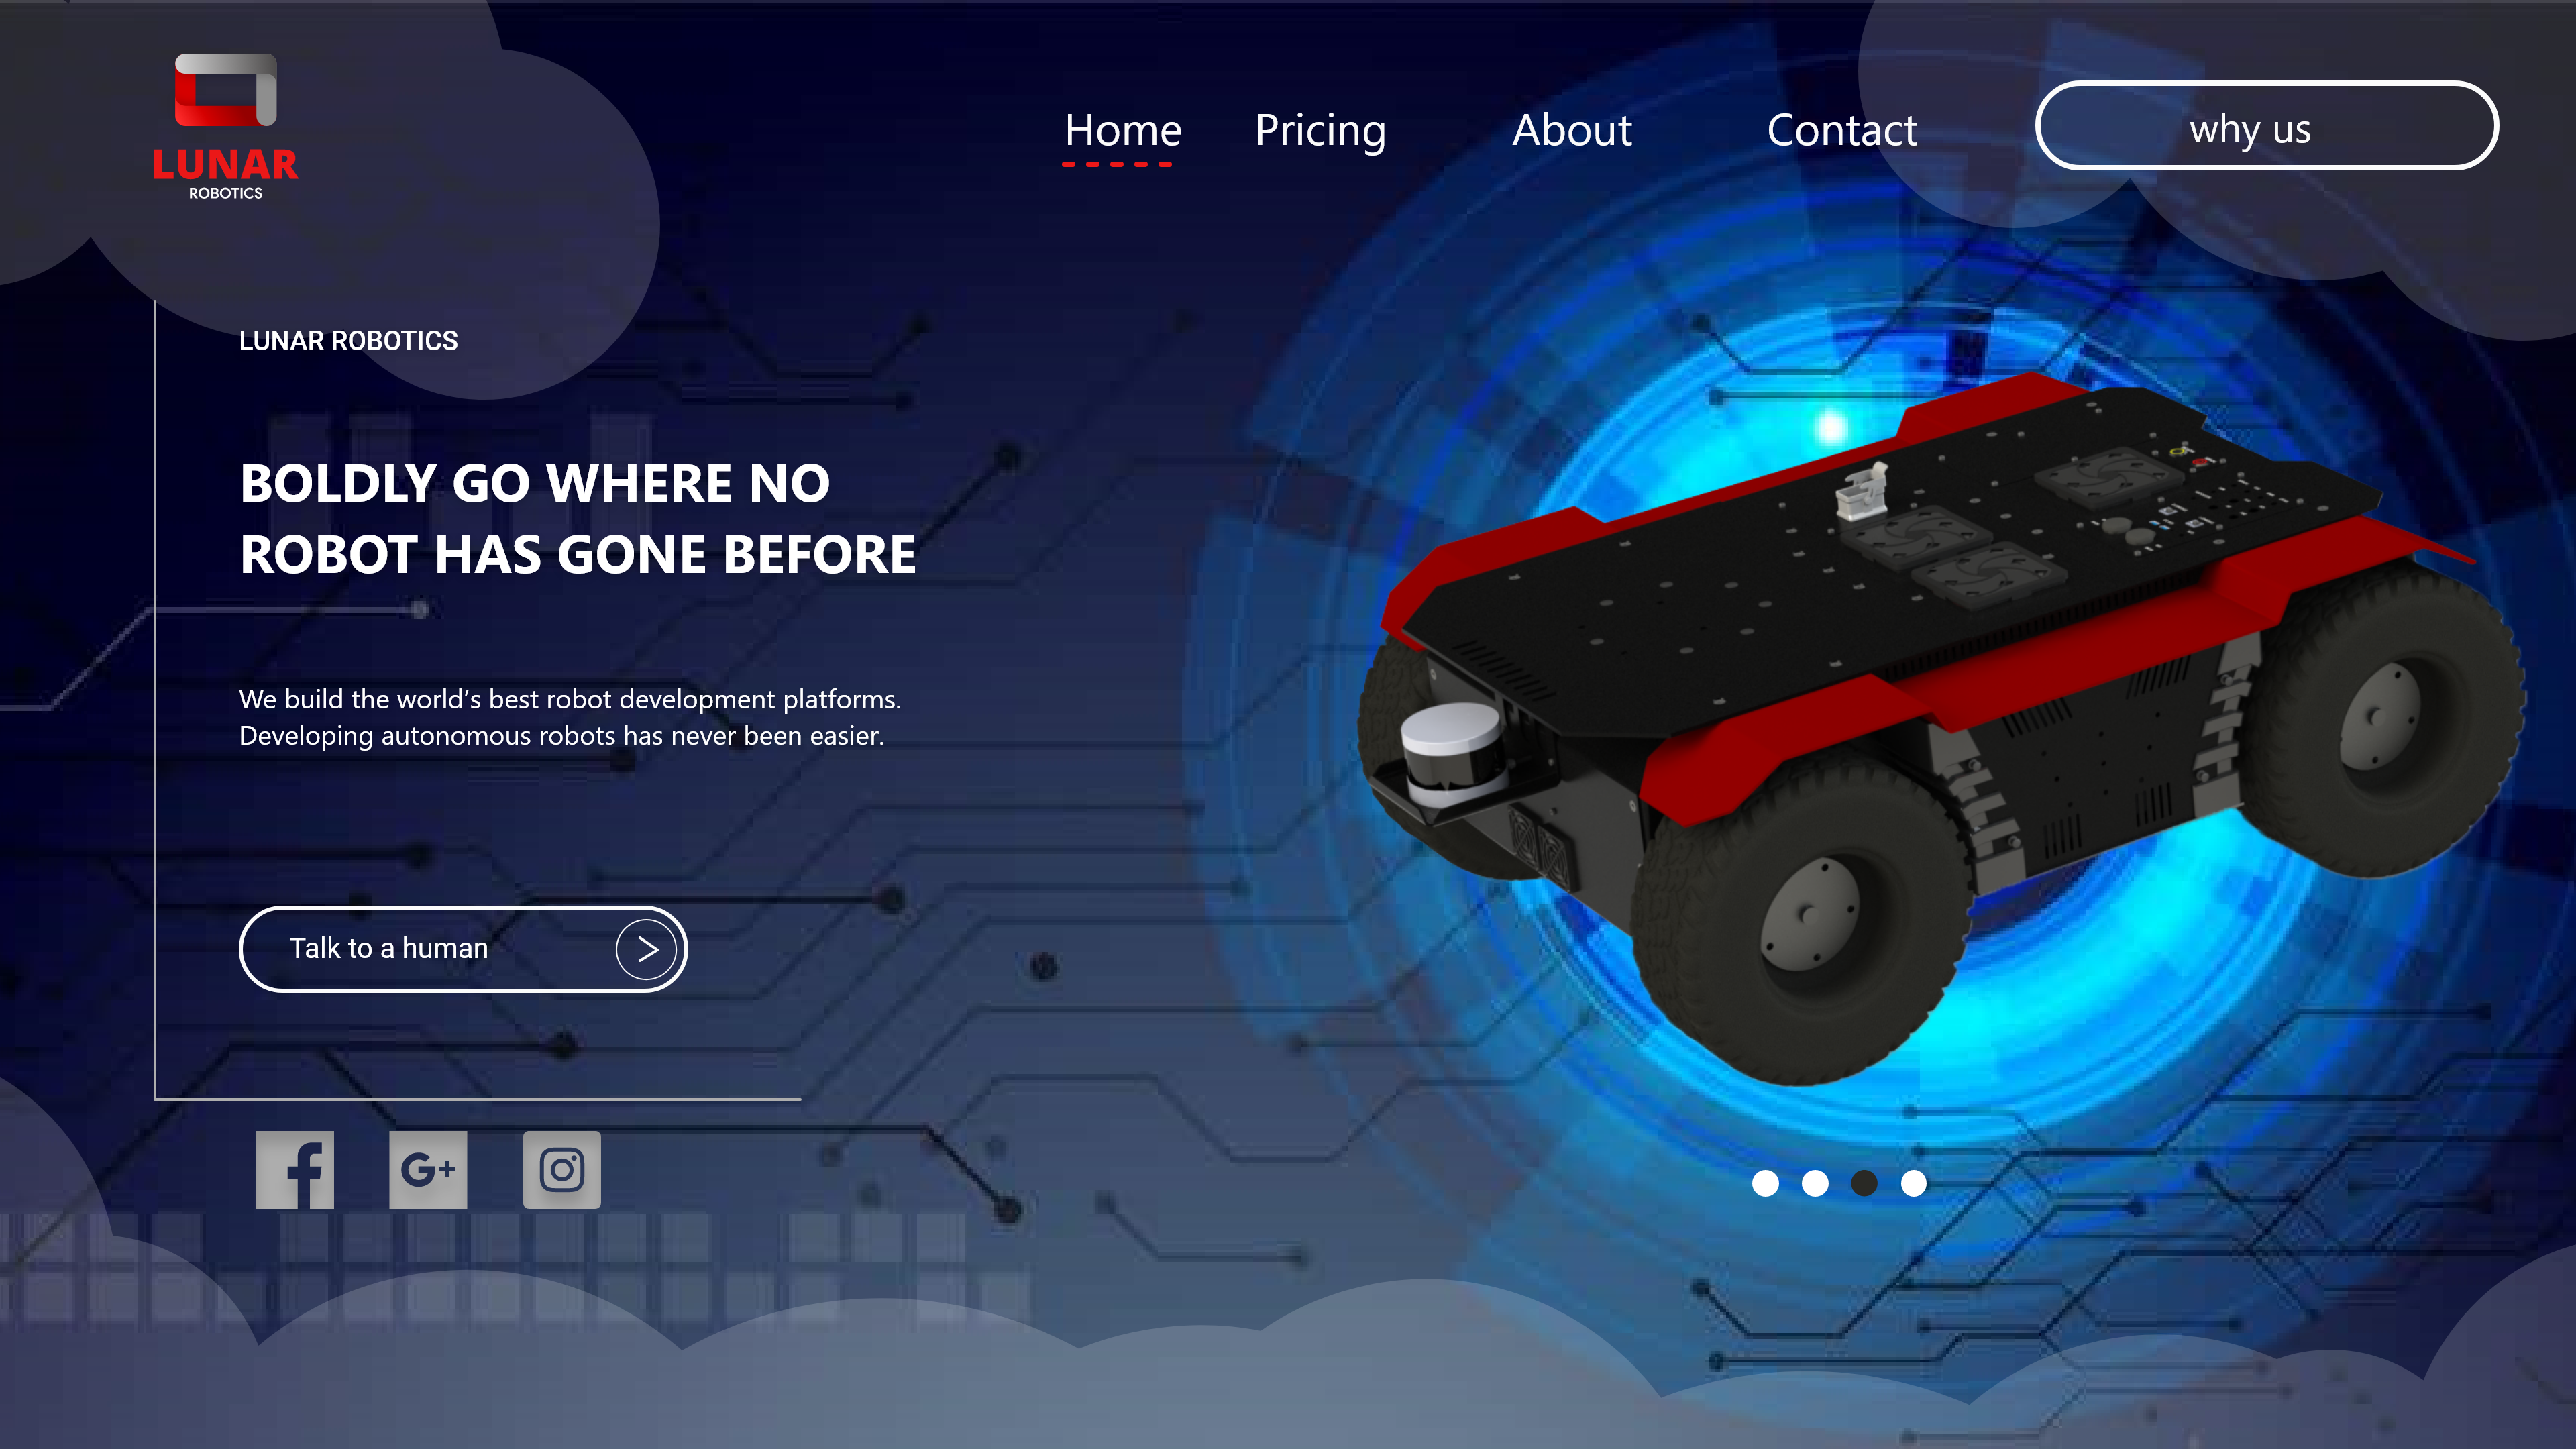 LUNAR
ROBOTICS
Home
Pricing
About
Contact
why us
LUNAR ROBOTICS
BOLDLY GO WHERE NO
ROBOT HAS GONE BEFORE
We build the world’s best robot development platforms.
Developing autonomous robots has never been easier.
Talk to a human
G+